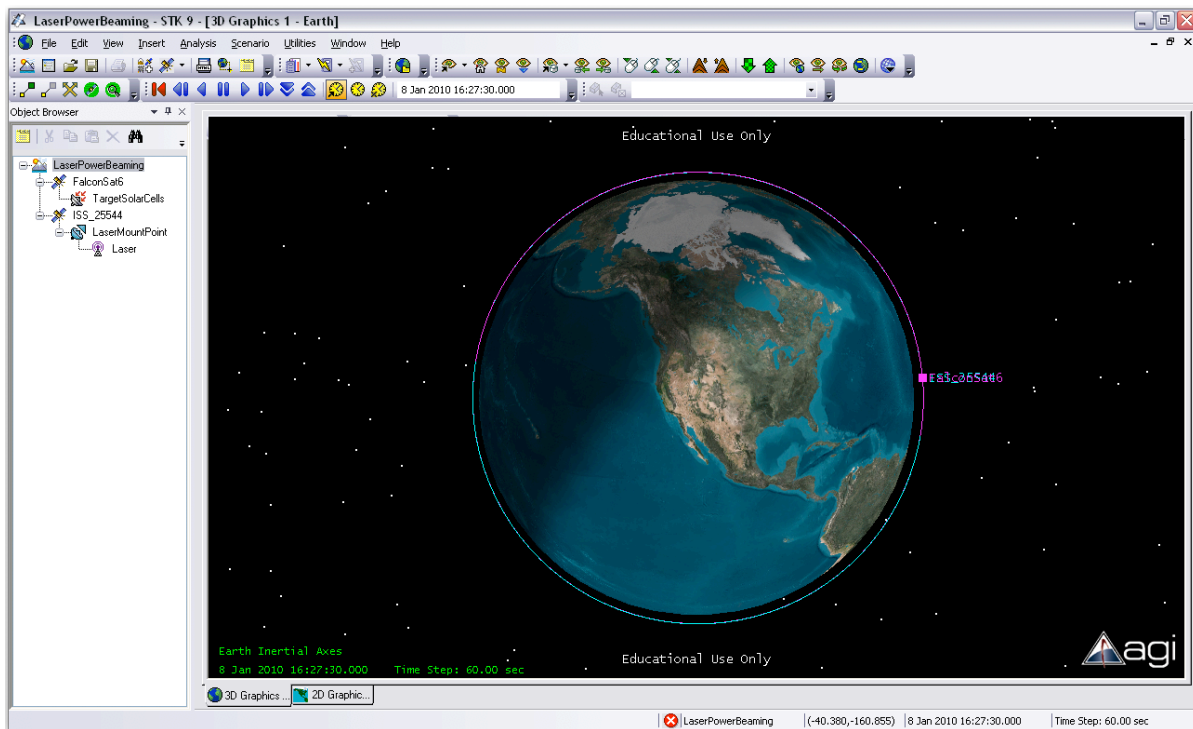 LaserPowerBeaming - STK 9 - [3D Graphics 1 - Earth]
File Edit View Insert Analysis Scenario Utilities Window Help
8 Jan 2010 16:27:30.000
Object Browser
LaserPowerBeaming
FalconSat6
TargetSolarCells
ISS_25544
LaserMountPoint
Laser
Educational Use Only
Earth Inertial Axes
8 Jan 2010 16:27:30.000 Time Step: 60.00 sec
Educational Use Only
agi
3D Graphics ... 2D Graphic...
LaserPowerBeaming (-40.380,-160.855) 8 Jan 2010 16:27:30.000 Time Step: 60.00 sec